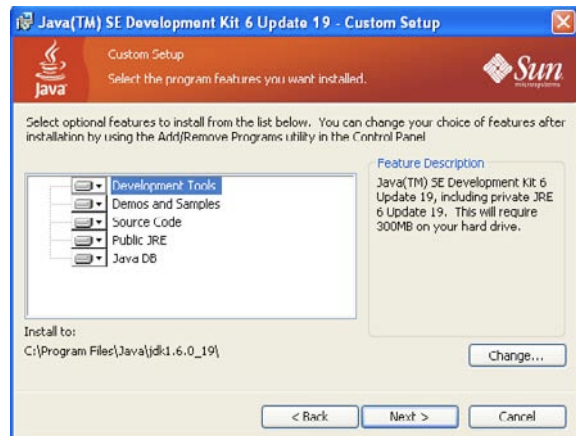 Java(TM) SE Development Kit 6 Update 19 - Custom Setup
Java
Custom Setup
Select the program features you want installed.
Sun
microsystems
Select optional features to install from the list below. You can change your choice of features after
installation by using the Add/Remove Programs utility in the Control Panel
Development Tools
Demos and Samples
Source Code
Public JRE
Java DB
Feature Description
Java(TM) SE Development Kit 6
Update 19, including private JRE
6 Update 19. This will require
300MB on your hard drive.
Install to:
C:\Program Files\Java\jdk1.6.0_19\
Change...
< Back
Next >
Cancel